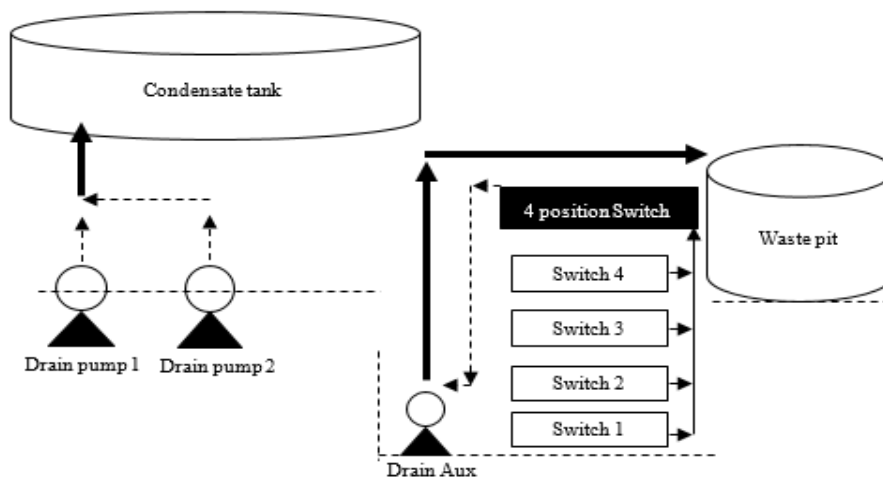 Condensate tank
4 position Switch
Waste pit
Switch 4
Switch 3
Drain pump 1
Drain pump 2
Switch 2
Switch 1
Drain Aux